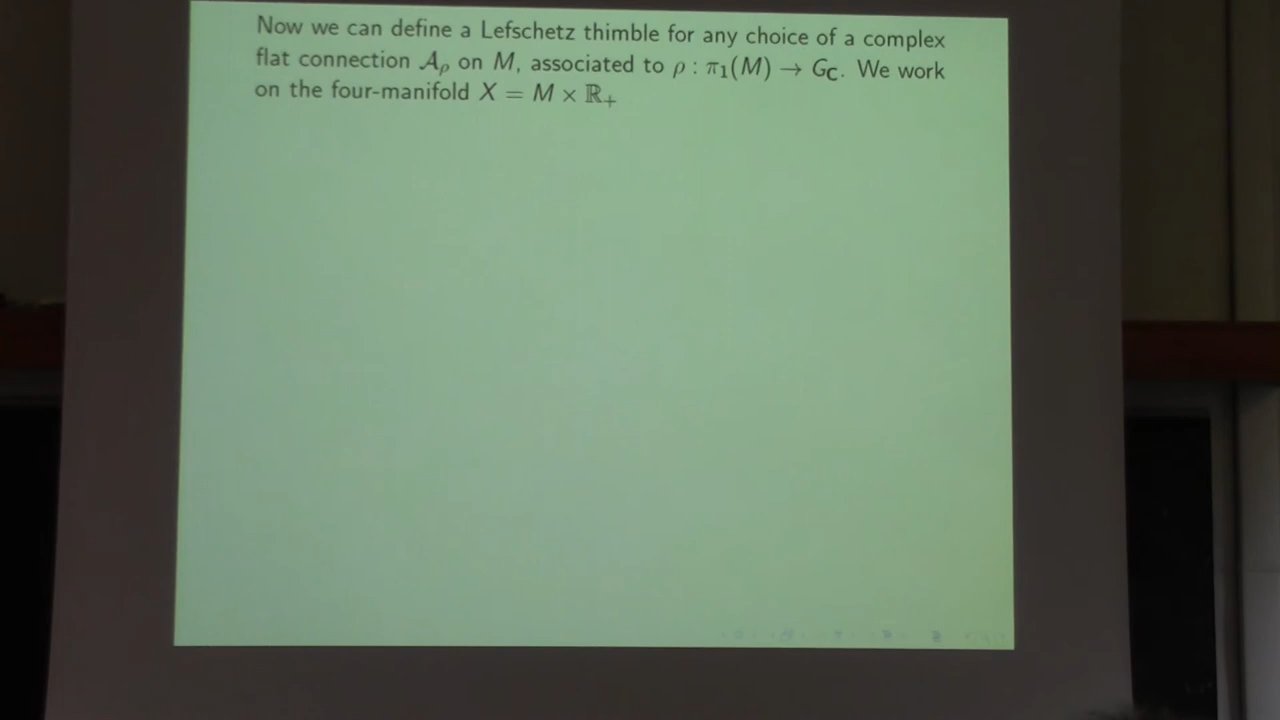 Now we can define a Lefschetz thimble for any choice of a complex
flat connection 𝒜ρ on M, associated to ρ : π₁(M) → G_C. We work
on the four-manifold X = M × ℝ₊